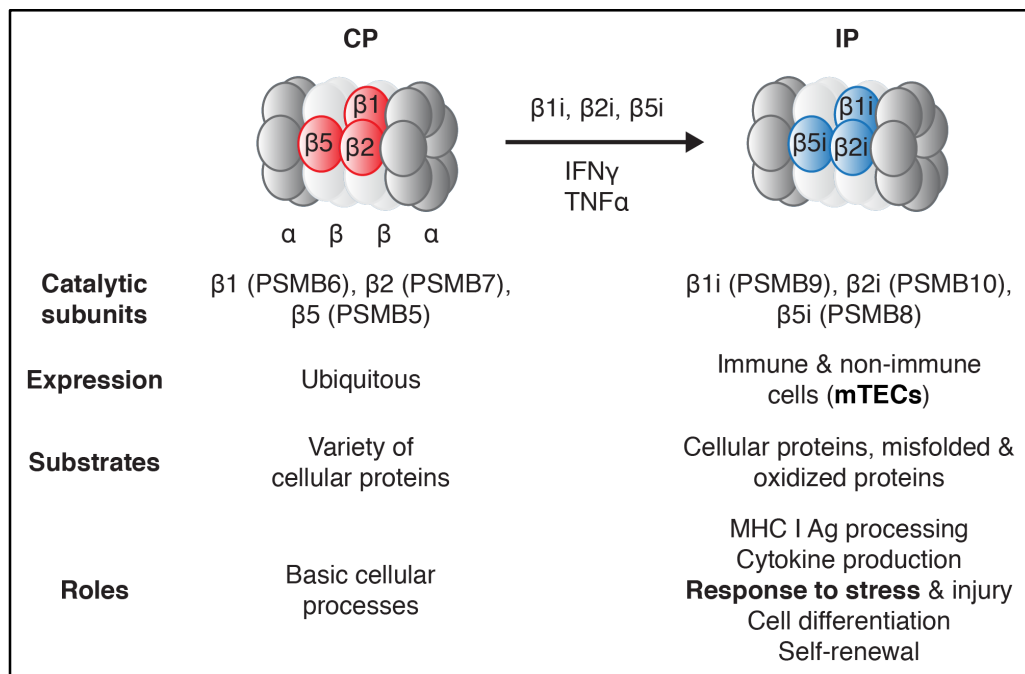 CP
IP
β1
β5
β2
β1i, β2i, β5i
IFNγ
TNFα
β1i
β5i
β2i
α β β α
Catalytic
subunits
β1 (PSMB6), β2 (PSMB7),
β5 (PSMB5)
β1i (PSMB9), β2i (PSMB10),
β5i (PSMB8)
Expression
Ubiquitous
Immune & non-immune
cells (mTECs)
Substrates
Variety of
cellular proteins
Cellular proteins, misfolded &
oxidized proteins
Roles
Basic cellular
processes
MHC I Ag processing
Cytokine production
Response to stress & injury
Cell differentiation
Self-renewal